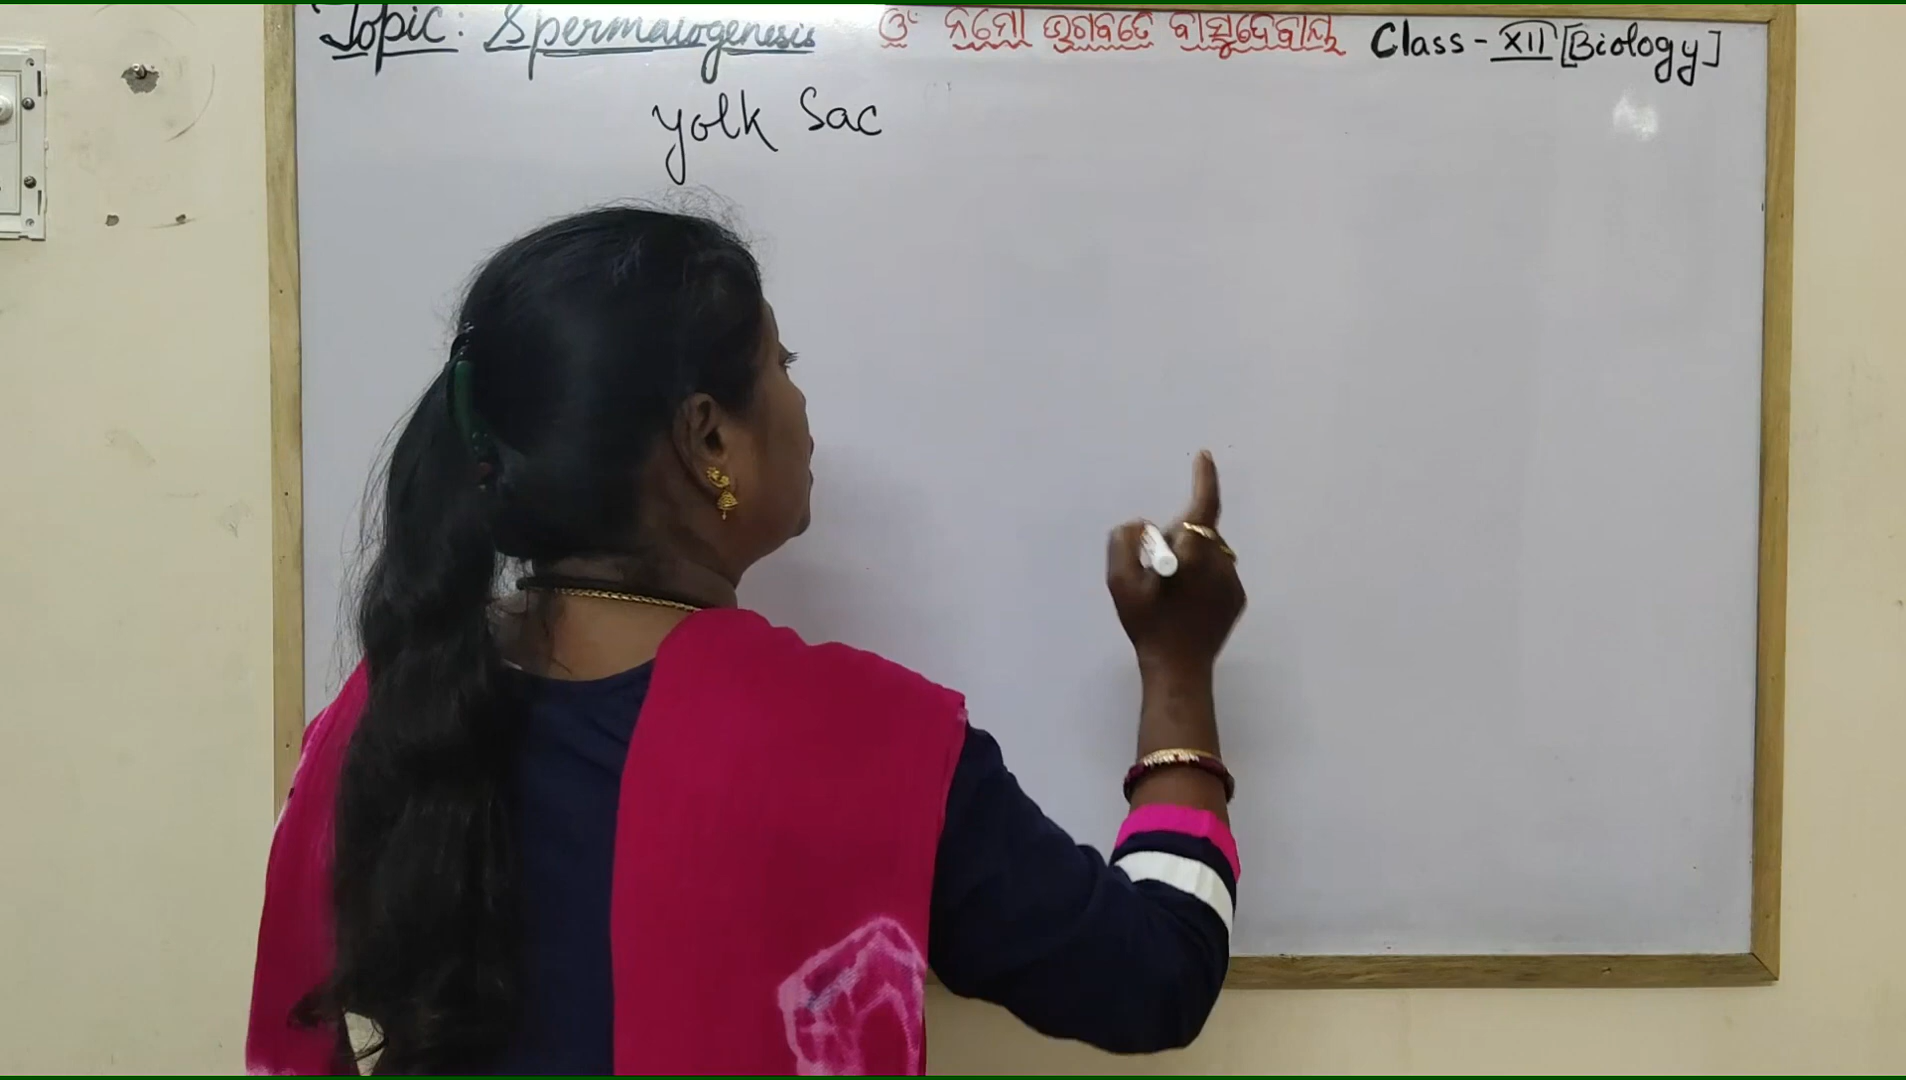 Topic: Spermatogenesis ଓଁ ନମୋ ଭଗବତେ ବାସୁଦେବାୟ Class - XII [Biology]
yolk Sac